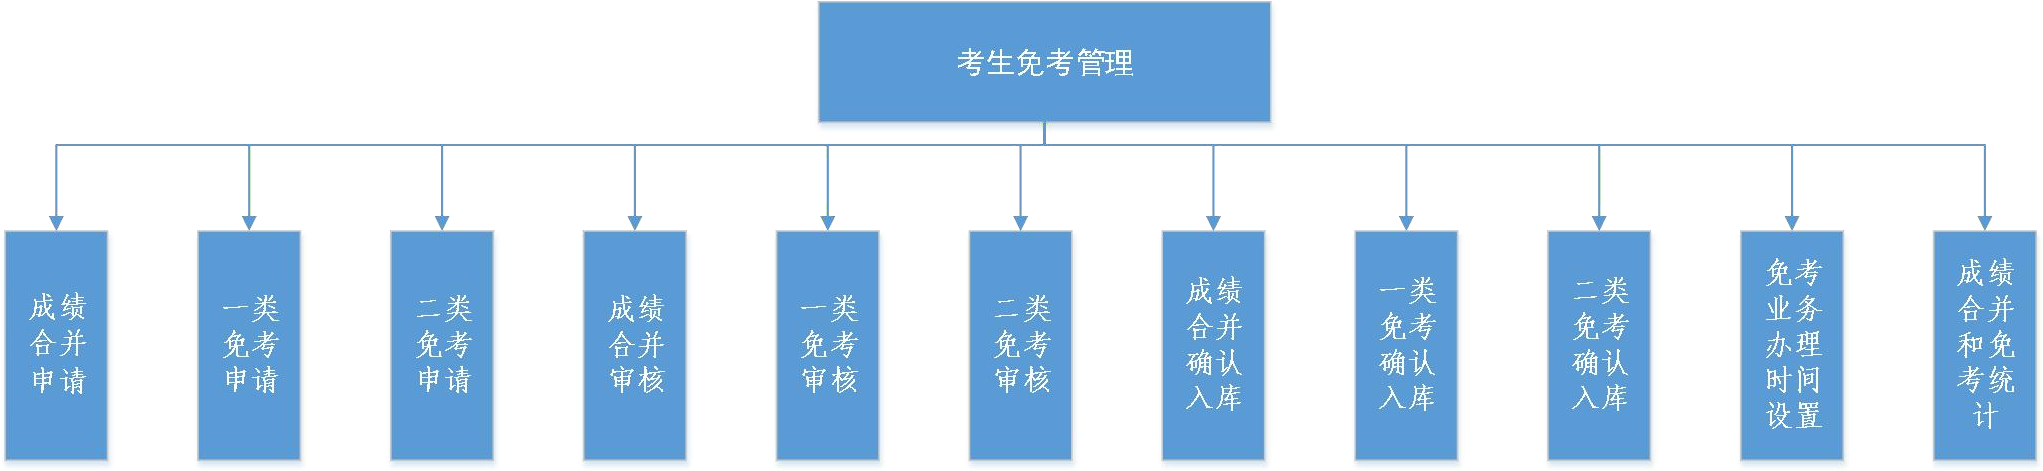 考生免考管理
成绩
合并
申请
一类
免考
申请
二类
免考
申请
成绩
合并
审核
一类
免考
审核
二类
免考
审核
成绩
合并
确认
入库
一类
免考
确认
入库
二类
免考
确认
入库
免考
业务
办理
时间
设置
成绩
合并
和免
考统
计